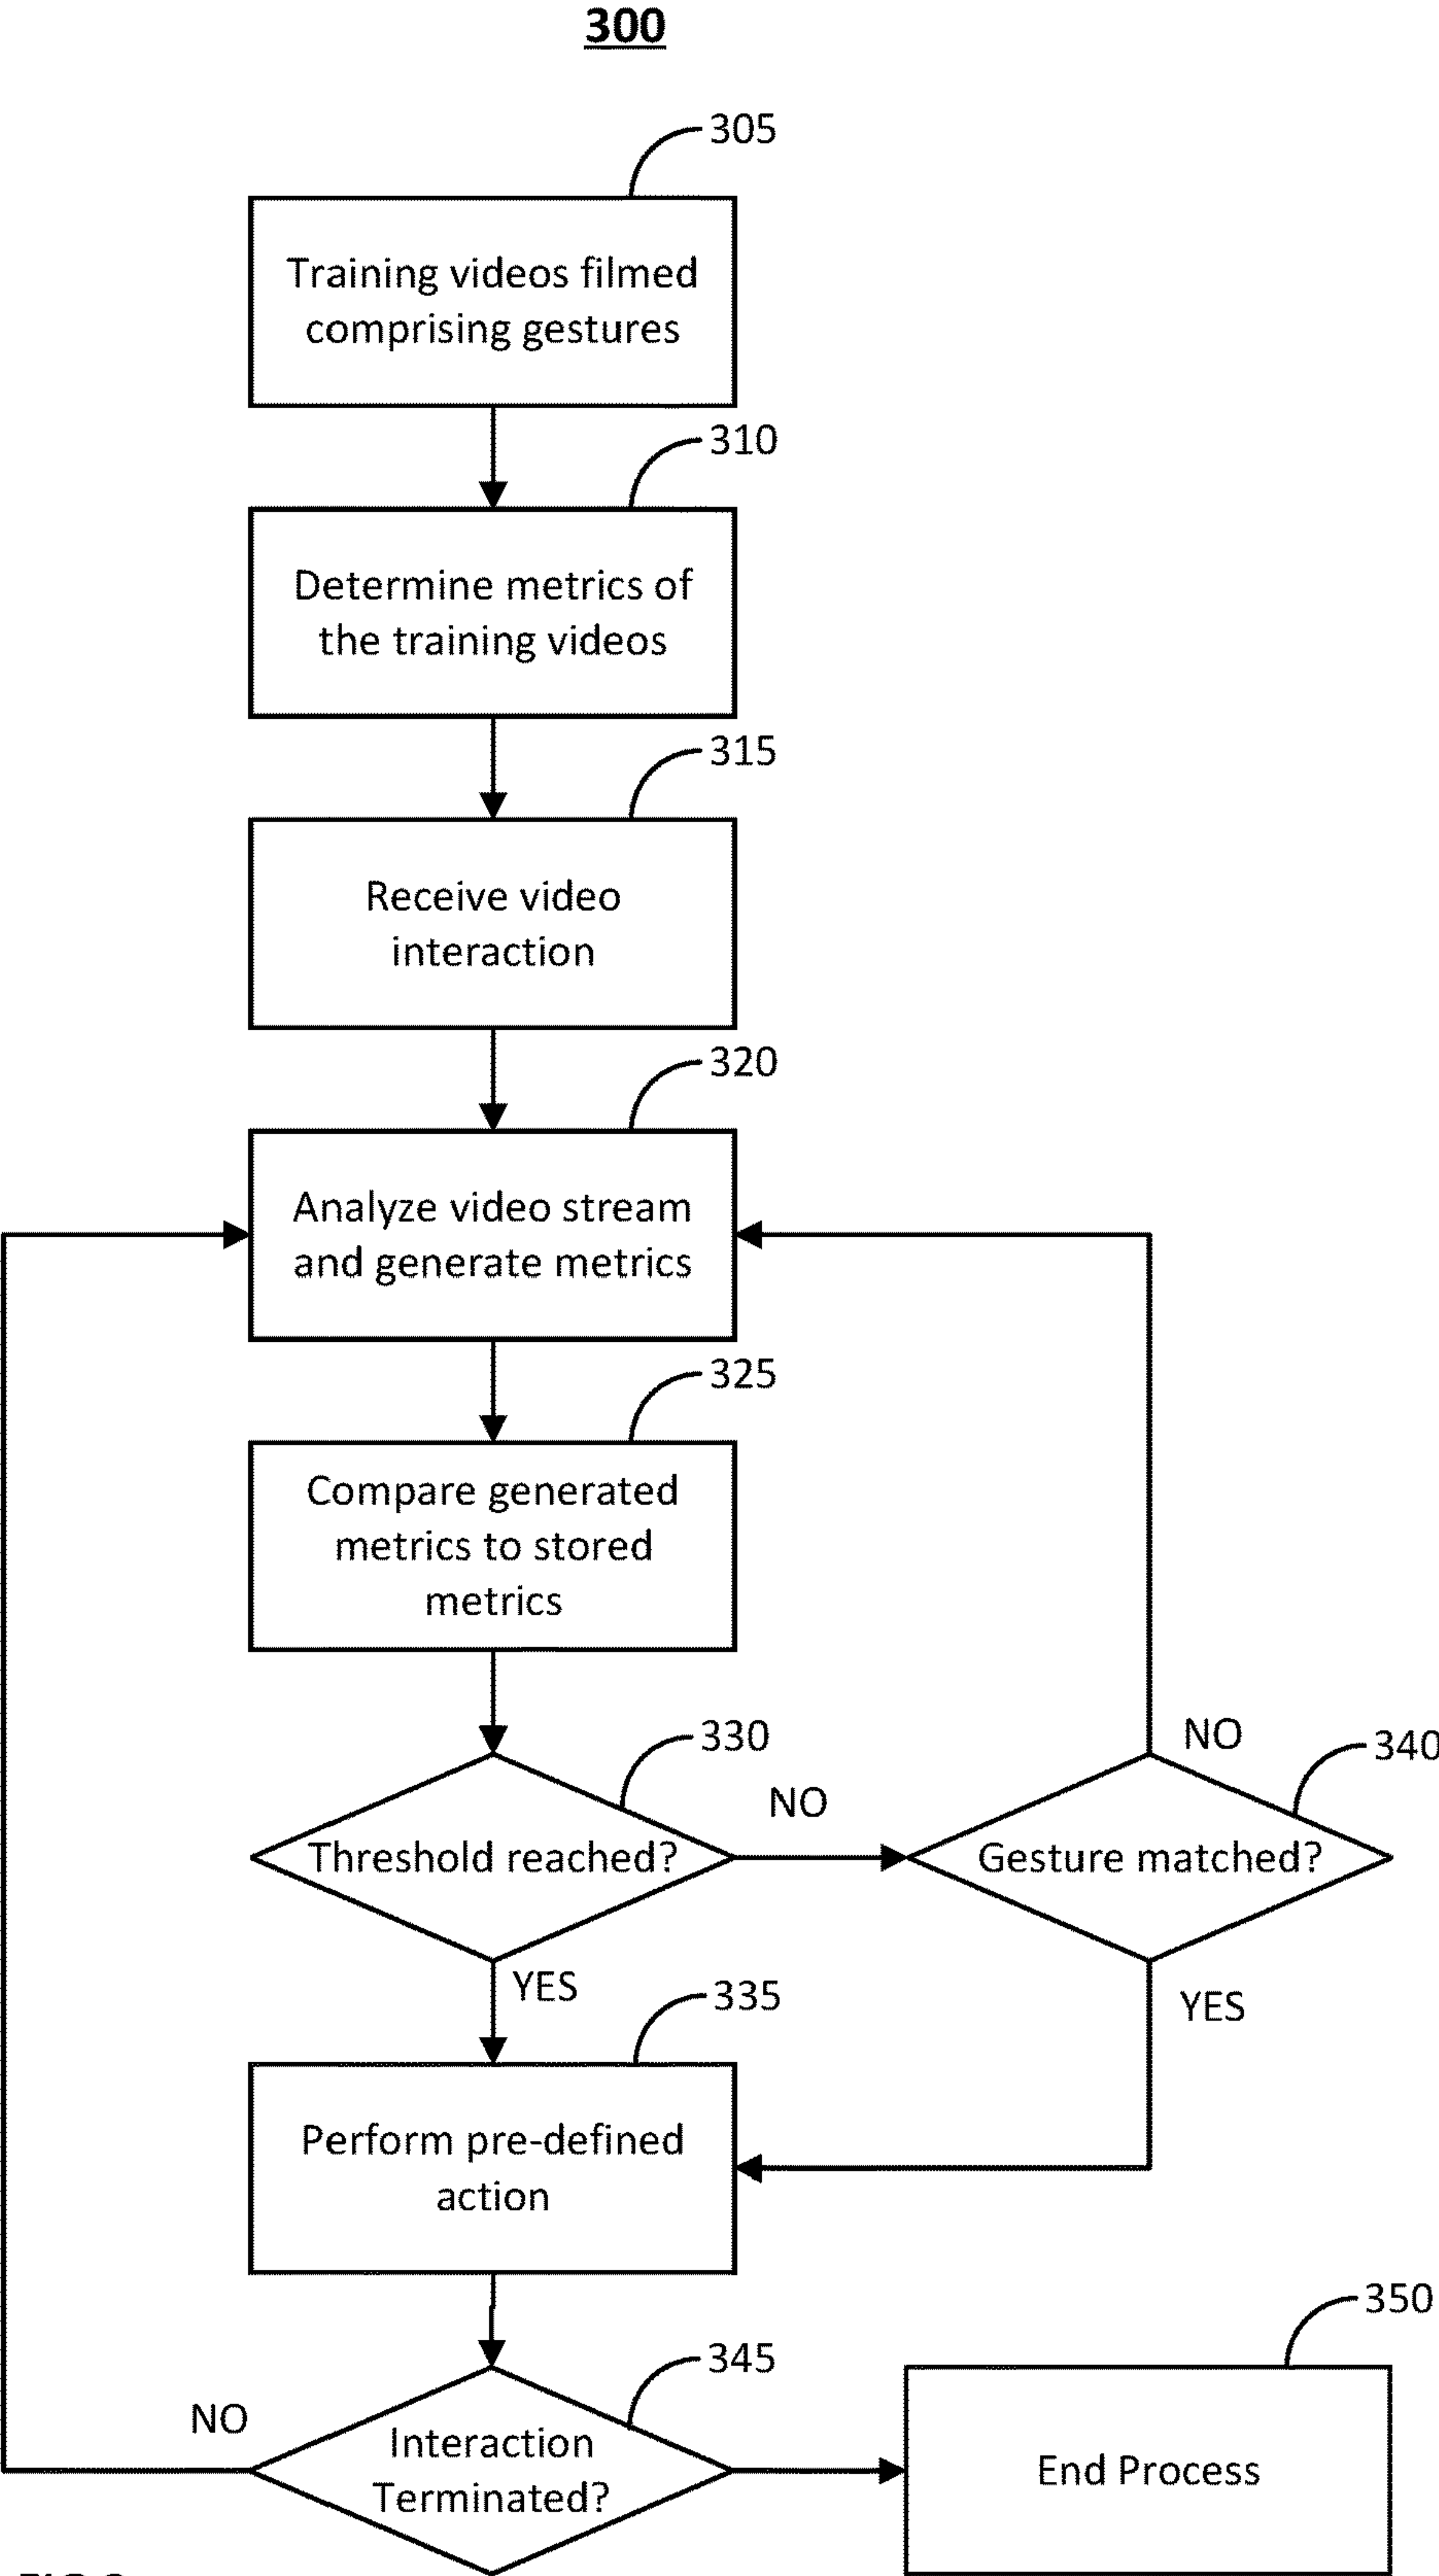 300
305
Training videos filmed
comprising gestures
310
Determine metrics of
the training videos
315
Receive video
interaction
320
Analyze video stream
and generate metrics
325
Compare generated
metrics to stored
metrics
330
Threshold reached?
NO
NO
340
Gesture matched?
YES
YES
335
Perform pre-defined
action
345
NO
Interaction
Terminated?
350
End Process